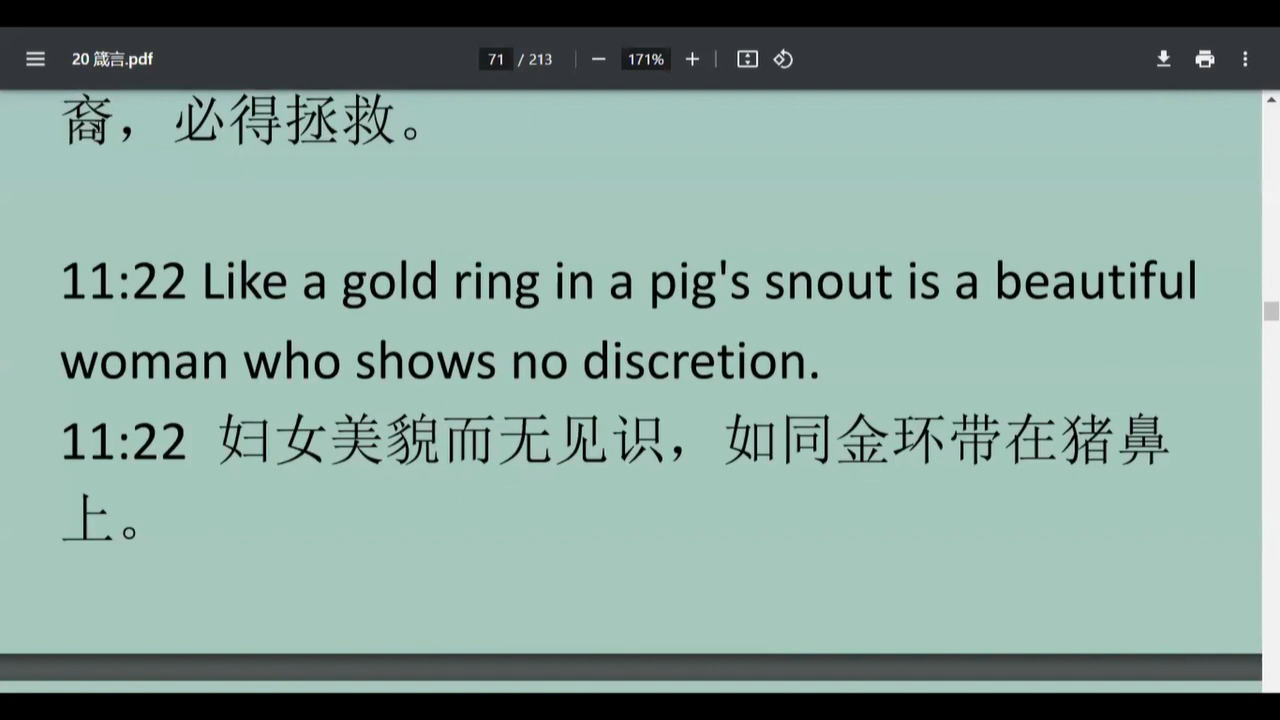 20 箴言.pdf
71 / 213
171%
裔，必得拯救。
11:22 Like a gold ring in a pig's snout is a beautiful
woman who shows no discretion.
11:22 妇女美貌而无见识，如同金环带在猪鼻
上。